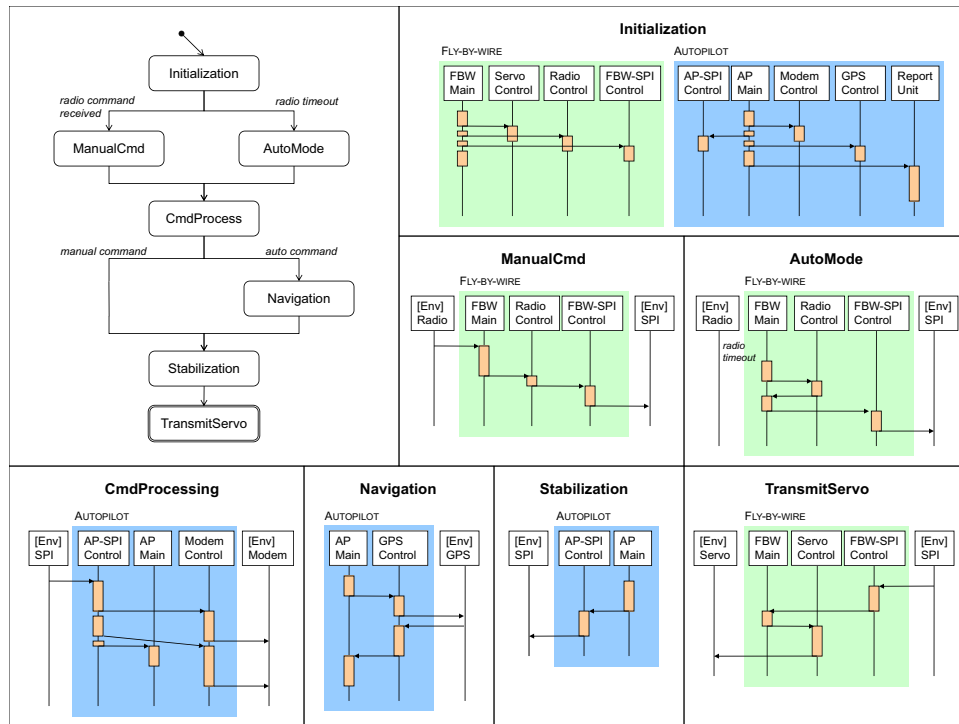 Initialization
radio command
received
radio timeout
ManualCmd
AutoMode
CmdProcess
manual command
auto command
Navigation
Stabilization
TransmitServo
Initialization
FLY-BY-WIRE
AUTOPILOT
FBW
Main
Servo
Control
Radio
Control
FBW-SPI
Control
AP-SPI
Control
AP
Main
Modem
Control
GPS
Control
Report
Unit
ManualCmd
FLY-BY-WIRE
[Env]
Radio
FBW
Main
Radio
Control
FBW-SPI
Control
[Env]
SPI
AutoMode
FLY-BY-WIRE
[Env]
Radio
FBW
Main
Radio
Control
FBW-SPI
Control
[Env]
SPI
radio
timeout
CmdProcessing
AUTOPILOT
[Env]
SPI
AP-SPI
Control
AP
Main
Modem
Control
[Env]
Modem
Navigation
AUTOPILOT
AP
Main
GPS
Control
[Env]
GPS
Stabilization
AUTOPILOT
[Env]
SPI
AP-SPI
Control
AP
Main
TransmitServo
FLY-BY-WIRE
[Env]
Servo
FBW
Main
Servo
Control
FBW-SPI
Control
[Env]
SPI